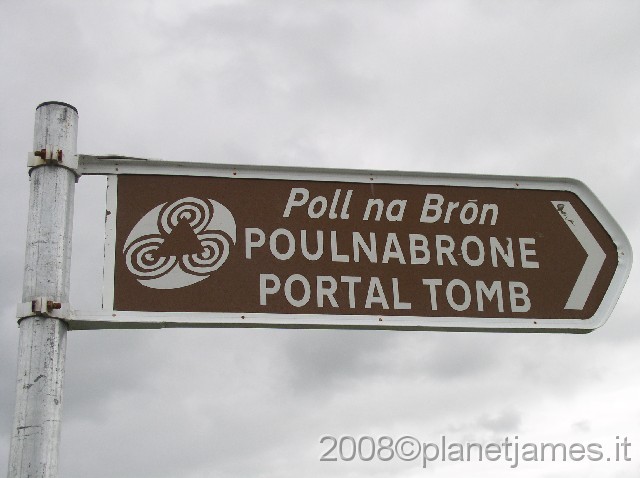 Poll na Brōn
POULNABRONE
PORTAL TOMB
2008©planetjames.it